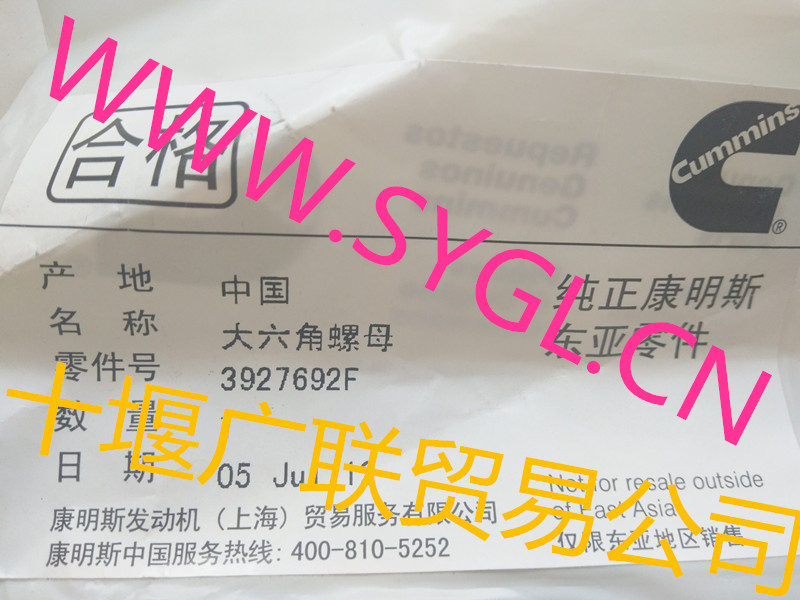 WWW.SYGL.CN
合格
Cummins
®
Repuestos
Genuinos
Cummins
产 地 中国
纯正康明斯
名 称 大六角螺母
东亚零件
零件号 3927692F
数 量
十堰广联贸易公司
日 期 05
Not for resale outside
of East Asia
康明斯发动机（上海）贸易服务有限公司
仅限东亚地区销售
康明斯中国服务热线: 400-810-5252